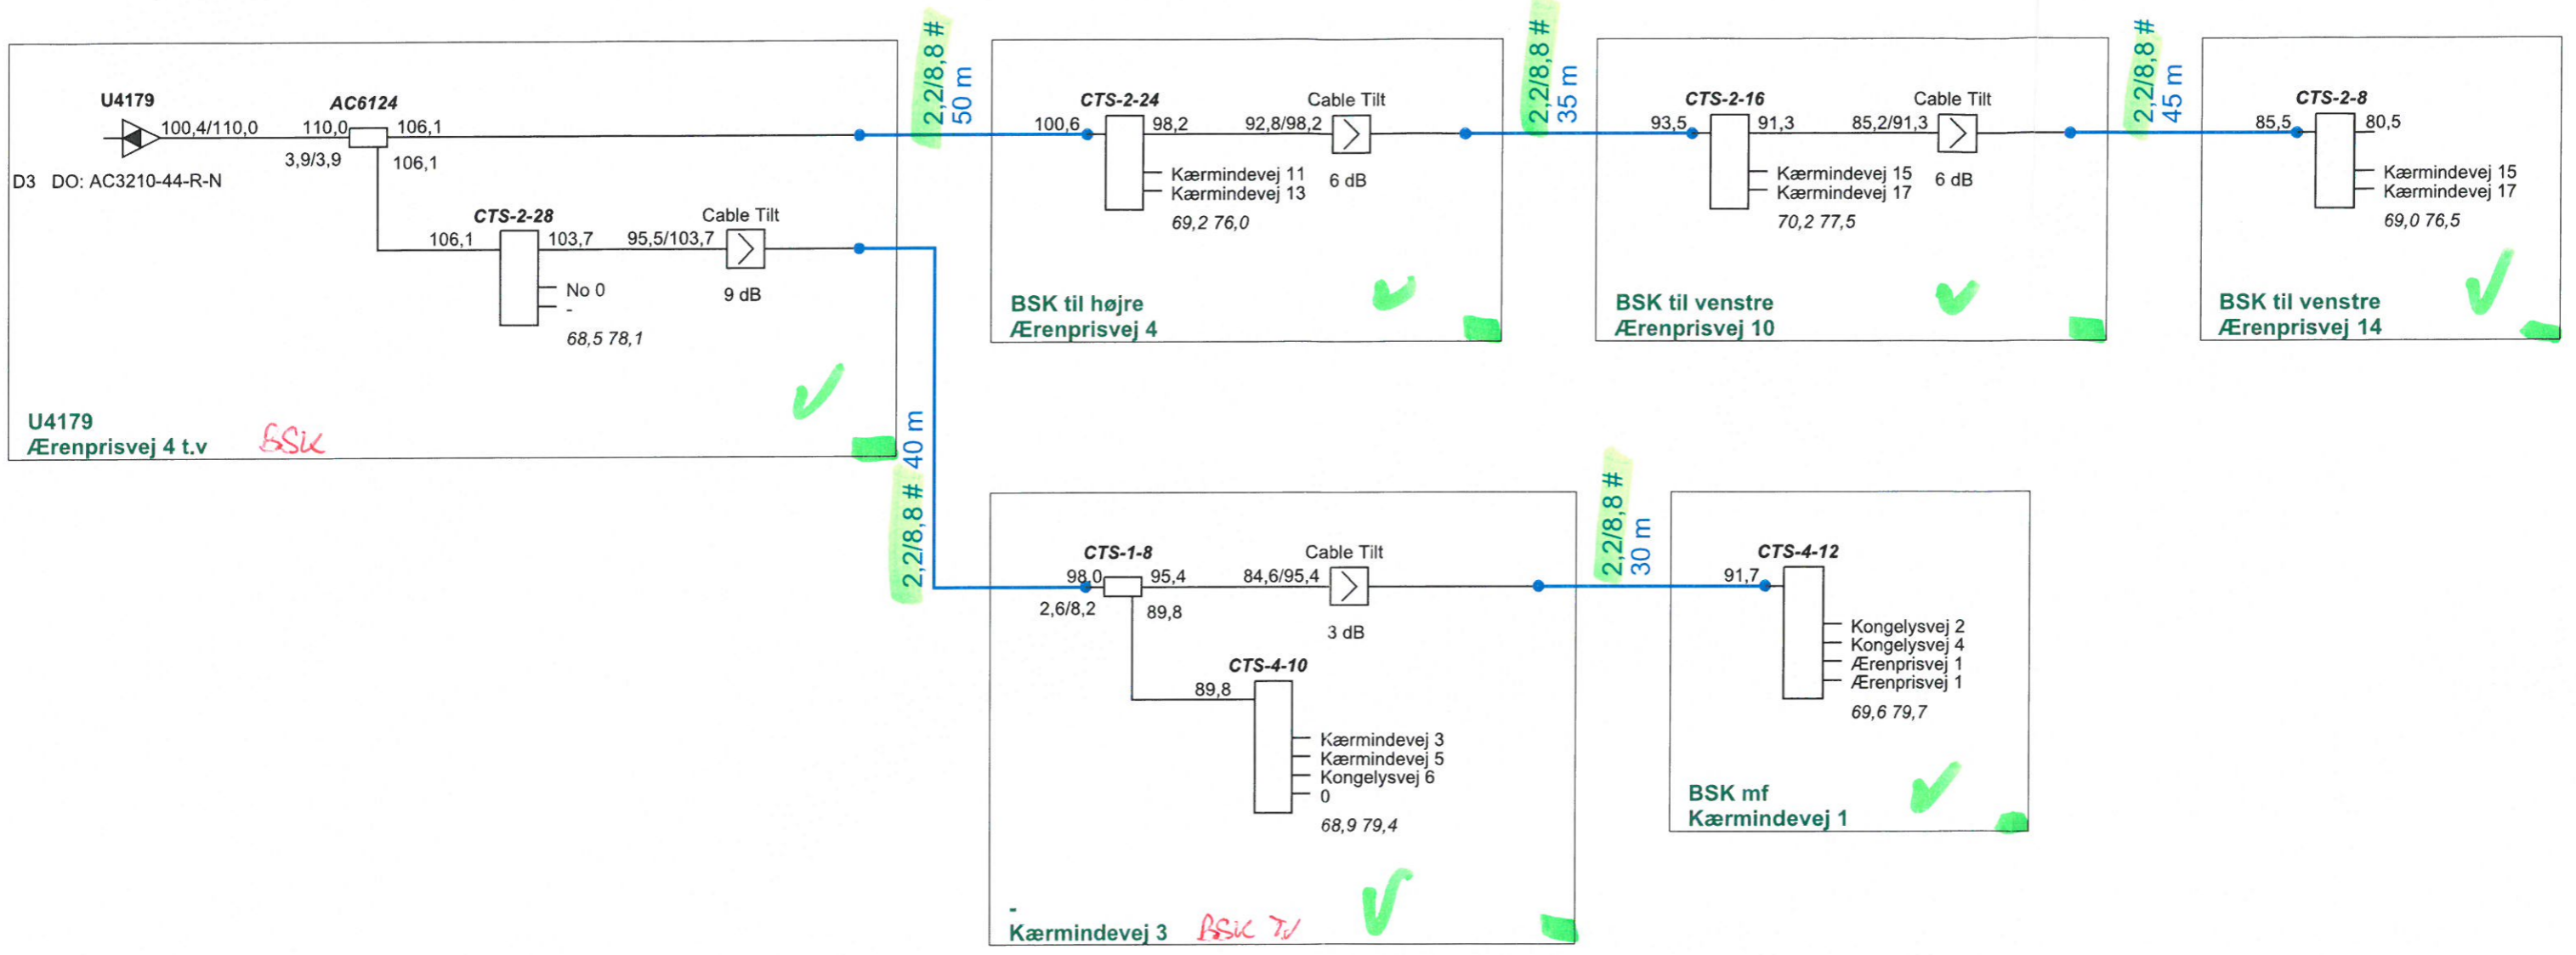 U4179
100,4/110,0
D3 DO: AC3210-44-R-N
AC6124
110,0
106,1
3,9/3,9
106,1
CTS-2-28
106,1
103,7
95,5/103,7
Cable Tilt
9 dB
No 0
-
68,5 78,1
U4179
Ærenprisvej 4 t.v
BSK
2,2/8,8 #
50 m
CTS-2-24
100,6
98,2
92,8/98,2
Cable Tilt
6 dB
Kærmindevej 11
Kærmindevej 13
69,2 76,0
BSK til højre
Ærenprisvej 4
2,2/8,8 #
35 m
CTS-2-16
93,5
91,3
85,2/91,3
Cable Tilt
6 dB
Kærmindevej 15
Kærmindevej 17
70,2 77,5
BSK til venstre
Ærenprisvej 10
2,2/8,8 #
45 m
CTS-2-8
85,5
80,5
Kærmindevej 15
Kærmindevej 17
69,0 76,5
BSK til venstre
Ærenprisvej 14
2,2/8,8 # 40 m
CTS-1-8
98,0
95,4
2,6/8,2
89,8
84,6/95,4
Cable Tilt
3 dB
CTS-4-10
89,8
Kærmindevej 3
Kærmindevej 5
Kongelysvej 6
0
68,9 79,4
-
Kærmindevej 3
BSK TV
2,2/8,8 #
30 m
CTS-4-12
91,7
Kongelysvej 2
Kongelysvej 4
Ærenprisvej 1
Ærenprisvej 1
69,6 79,7
BSK mf
Kærmindevej 1